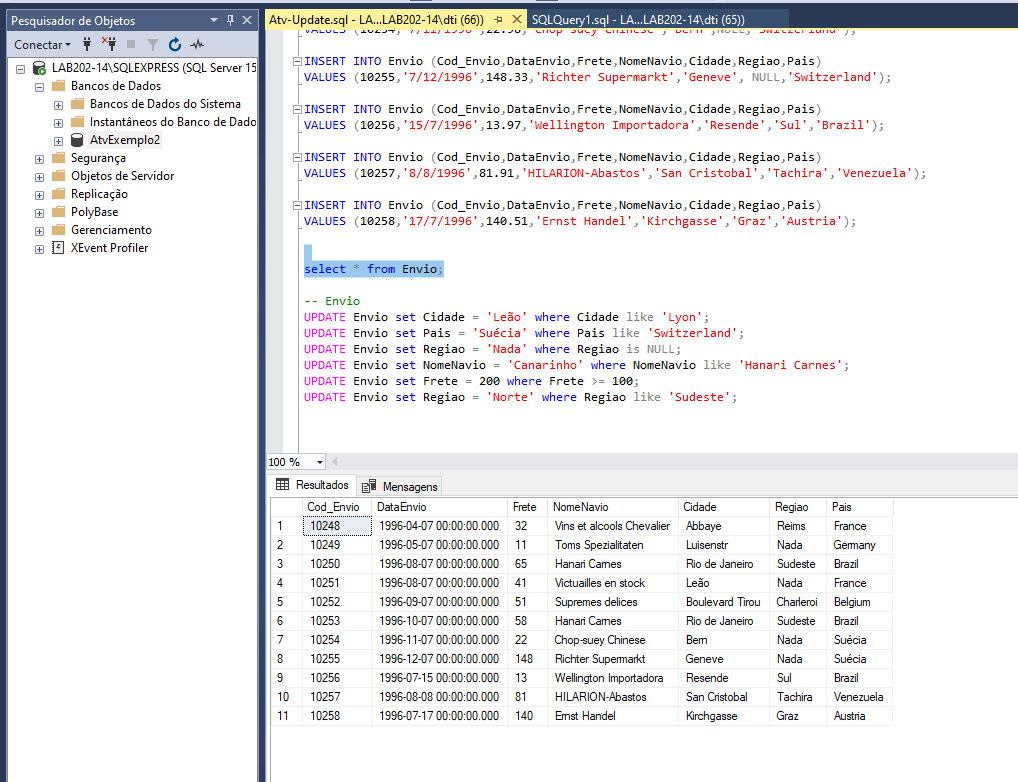 Pesquisador de Objetos
Conectar
LAB202-14\SQLEXPRESS (SQL Server 15
Bancos de Dados
Bancos de Dados do Sistema
Instantâneos do Banco de Dado
AtvExemplo2
Segurança
Objetos de Servidor
Replicação
PolyBase
Gerenciamento
XEvent Profiler
Atv-Update.sql - LA...LAB202-14\dti (66)) SQLQuery1.sql - LA...LAB202-14\dti (65))
VALUES (10254,'7/11/1996',22.98,'Chop-suey Chinese','Bern',NULL,'Switzerland');
INSERT INTO Envio (Cod_Envio,DataEnvio,Frete,NomeNavio,Cidade,Regiao,Pais)
VALUES (10255,'7/12/1996',148.33,'Richter Supermarkt','Geneve', NULL,'Switzerland');
INSERT INTO Envio (Cod_Envio,DataEnvio,Frete,NomeNavio,Cidade,Regiao,Pais)
VALUES (10256,'15/7/1996',13.97,'Wellington Importadora','Resende','Sul','Brazil');
INSERT INTO Envio (Cod_Envio,DataEnvio,Frete,NomeNavio,Cidade,Regiao,Pais)
VALUES (10257,'8/8/1996',81.91,'HILARION-Abastos','San Cristobal','Tachira','Venezuela');
INSERT INTO Envio (Cod_Envio,DataEnvio,Frete,NomeNavio,Cidade,Regiao,Pais)
VALUES (10258,'17/7/1996',140.51,'Ernst Handel','Kirchgasse','Graz','Austria');
select * from Envio;
-- Envio
UPDATE Envio set Cidade = 'Leão' where Cidade like 'Lyon';
UPDATE Envio set Pais = 'Suécia' where Pais like 'Switzerland';
UPDATE Envio set Regiao = 'Nada' where Regiao is NULL;
UPDATE Envio set NomeNavio = 'Canarinho' where NomeNavio like 'Hanari Carnes';
UPDATE Envio set Frete = 200 where Frete >= 100;
UPDATE Envio set Regiao = 'Norte' where Regiao like 'Sudeste';
100 %
Resultados Mensagens
Cod_Envio DataEnvio Frete NomeNavio Cidade Regiao Pais
1 10248 1996-04-07 00:00:00.000 32 Vins et alcools Chevalier Abbaye Reims France
2 10249 1996-05-07 00:00:00.000 11 Toms Spezialitaten Luisenstr Nada Germany
3 10250 1996-08-07 00:00:00.000 65 Hanari Carnes Rio de Janeiro Sudeste Brazil
4 10251 1996-08-07 00:00:00.000 41 Victuailles en stock Leão Nada France
5 10252 1996-09-07 00:00:00.000 51 Supremes delices Boulevard Tirou Charleroi Belgium
6 10253 1996-10-07 00:00:00.000 58 Hanari Carnes Rio de Janeiro Sudeste Brazil
7 10254 1996-11-07 00:00:00.000 22 Chop-suey Chinese Bern Nada Suécia
8 10255 1996-12-07 00:00:00.000 148 Richter Supermarkt Geneve Nada Suécia
9 10256 1996-07-15 00:00:00.000 13 Wellington Importadora Resende Sul Brazil
10 10257 1996-08-08 00:00:00.000 81 HILARION-Abastos San Cristobal Tachira Venezuela
11 10258 1996-07-17 00:00:00.000 140 Ernst Handel Kirchgasse Graz Austria